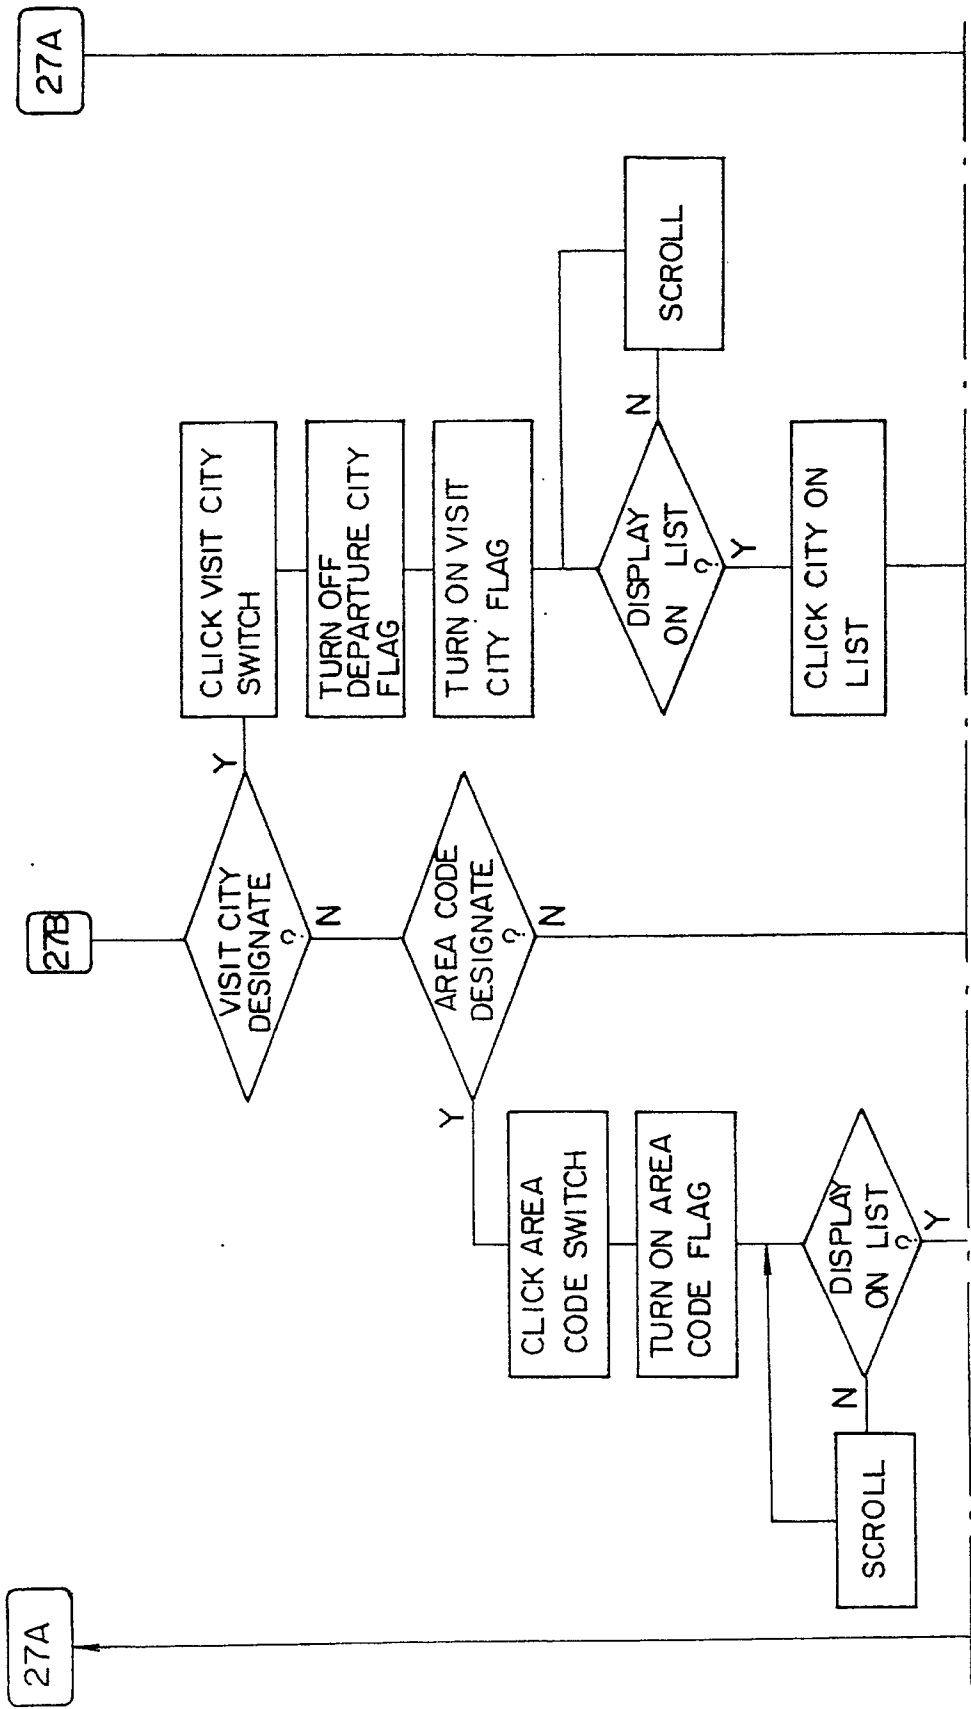 27A
27B
27A
VISIT CITY
DESIGNATE
?
Y
N
CLICK VISIT CITY
SWITCH
TURN OFF
DEPARTURE CITY
FLAG
TURN ON VISIT
CITY FLAG
DISPLAY
ON LIST
?
N
Y
SCROLL
CLICK CITY ON
LIST
AREA CODE
DESIGNATE
?
Y
N
CLICK AREA
CODE SWITCH
TURN ON AREA
CODE FLAG
DISPLAY
ON LIST
?
N
Y
SCROLL